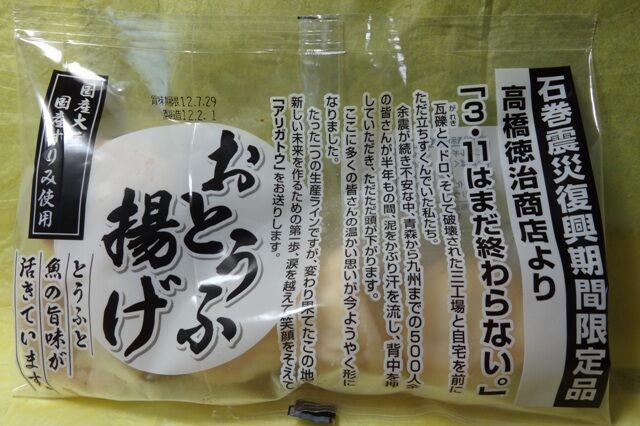 石巻震災復興期間限定品
高橋徳治商店より
「3・11はまだ終わらない。」
瓦礫とヘドロ、そして破壊された三工場と自宅を前に
がれき
ただ立ちすくんでいた私たち。
余震が続き不安な中、青森から九州までの500人
の皆さんが半年もの間、泥をかぶり汗を流し、背中を押
していただき、ただただ頭が下がります。
ここに多くの皆さんの温かい思いが今ようやく形に
なりました。
たった一つの生産ラインですが、変わり果てたこの地
新しい未来を作るための第一歩、涙を越えて笑顔をそえて
「アリガトウ」をお送りします。
賞味期限12.7.29
製造12.2.1
国産大
国産 りみ使用
おとうふ
揚げ
とうふと
魚の旨味が
活きています